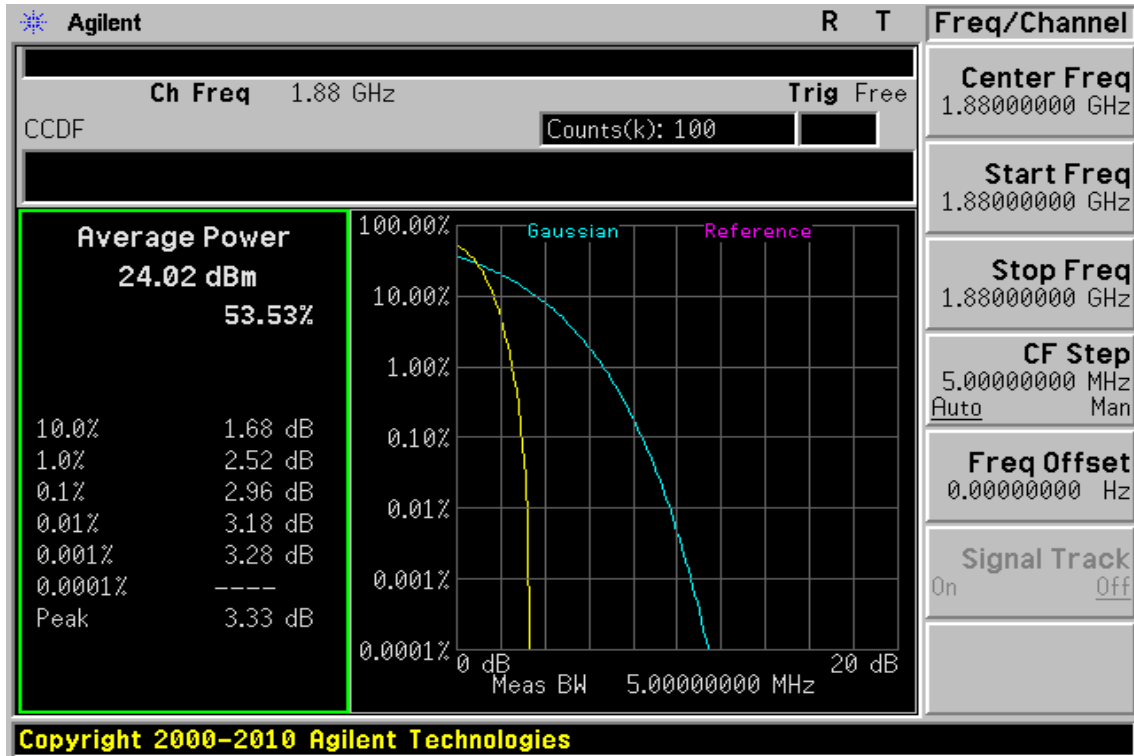 Agilent R T
Ch Freq 1.88 GHz Trig Free
CCDF Counts(k): 100
Average Power
24.02 dBm
53.53%
10.0% 1.68 dB
1.0% 2.52 dB
0.1% 2.96 dB
0.01% 3.18 dB
0.001% 3.28 dB
0.0001% ----
Peak 3.33 dB
Gaussian Reference
100.00%
10.00%
1.00%
0.10%
0.01%
0.001%
0.0001%
0 dB 20 dB
Meas BW 5.00000000 MHz
Freq/Channel
Center Freq
1.88000000 GHz
Start Freq
1.88000000 GHz
Stop Freq
1.88000000 GHz
CF Step
5.00000000 MHz
Auto Man
Freq Offset
0.00000000 Hz
Signal Track
On Off
Copyright 2000-2010 Agilent Technologies